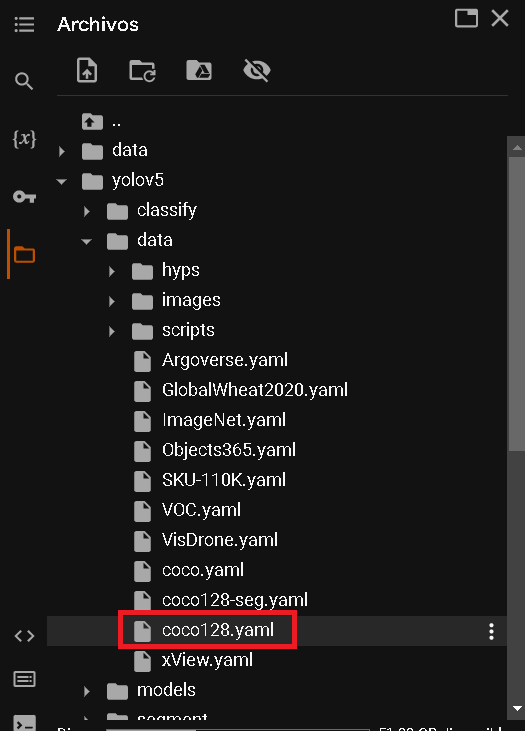 Archivos
{x}
..
data
yolov5
classify
data
hyps
images
scripts
Argoverse.yaml
GlobalWheat2020.yaml
ImageNet.yaml
Objects365.yaml
SKU-110K.yaml
VOC.yaml
VisDrone.yaml
coco.yaml
coco128-seg.yaml
coco128.yaml
xView.yaml
models
segment